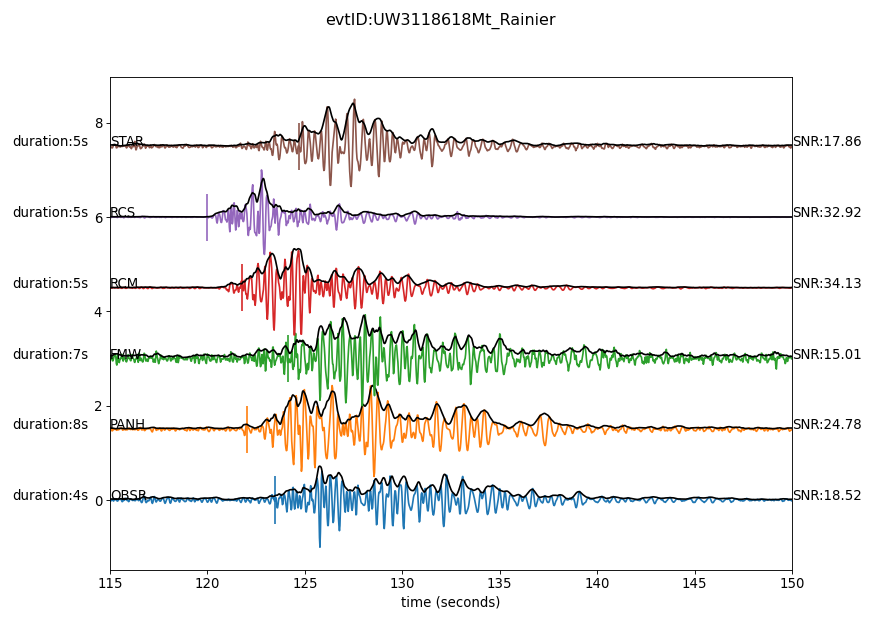 evtID:UW3118618Mt_Rainier
8
duration:5s STAR SNR:17.86
duration:5s RCS SNR:32.92
6
duration:5s RCM SNR:34.13
4
duration:7s FMW SNR:15.01
2
duration:8s PANH SNR:24.78
duration:4s OBSR SNR:18.52
0
115 120 125 130 135 140 145 150
time (seconds)